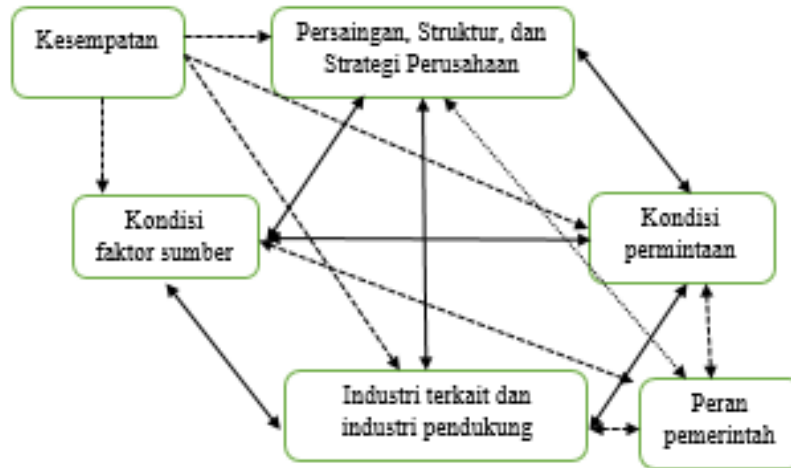 Kesempatan
Persaingan, Struktur, dan
Strategi Perusahaan
Kondisi
faktor sumber
Kondisi
permintaan
Industri terkait dan
industri pendukung
Peran
pemerintah